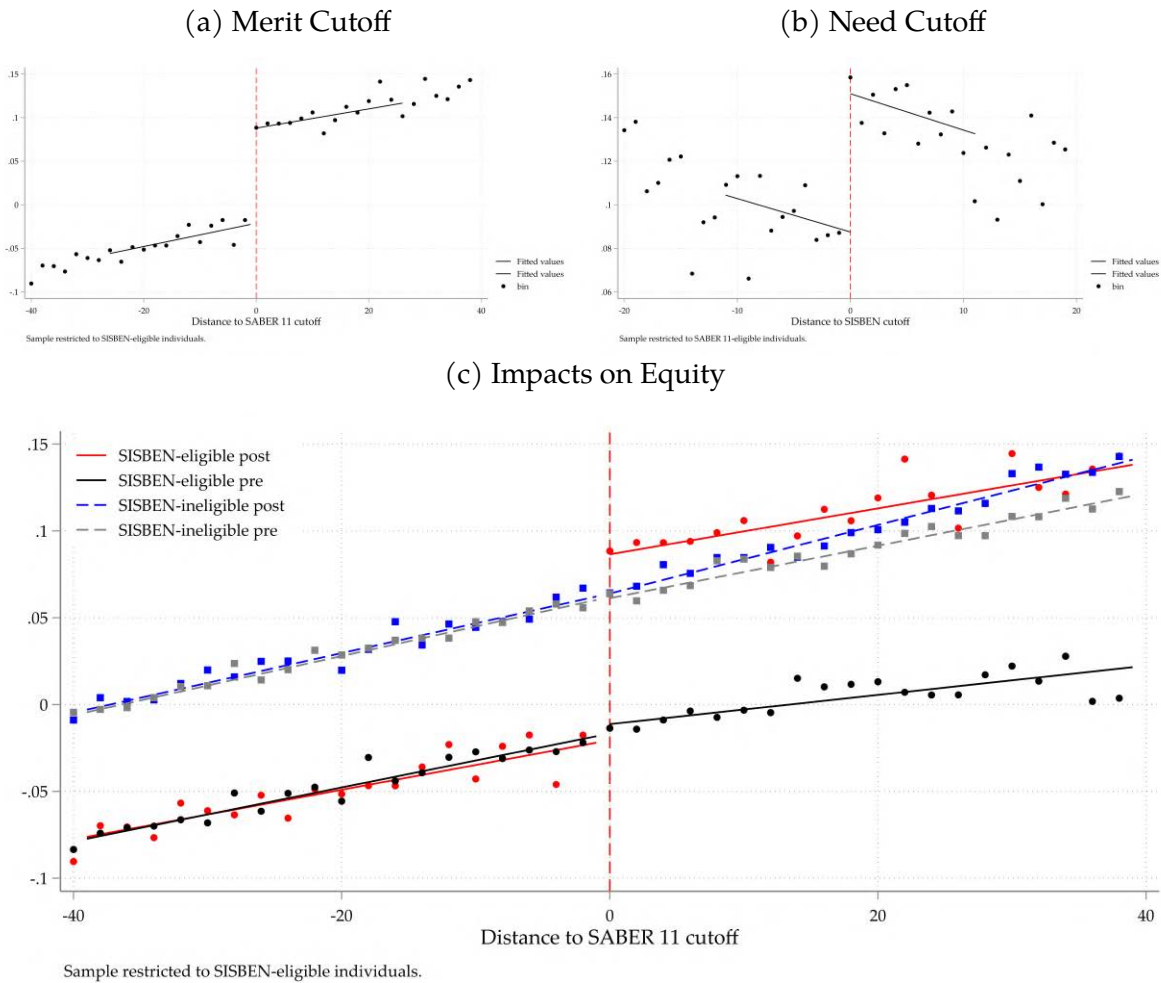 (a) Merit Cutoff
.15
.1
.05
0
-.05
-.1
-40
-20
0
20
40
Distance to SABER 11 cutoff
Fitted values
Fitted values
bin
Sample restricted to SISBEN-eligible individuals.
(b) Need Cutoff
.16
.14
.12
.1
.08
.06
-20
-10
0
10
20
Distance to SISBEN cutoff
Fitted values
Fitted values
bin
Sample restricted to SABER 11-eligible individuals.
(c) Impacts on Equity
SISBEN-eligible post
SISBEN-eligible pre
SISBEN-ineligible post
SISBEN-ineligible pre
.15
.1
.05
0
-.05
-.1
-40
-20
0
20
40
Distance to SABER 11 cutoff
Sample restricted to SISBEN-eligible individuals.